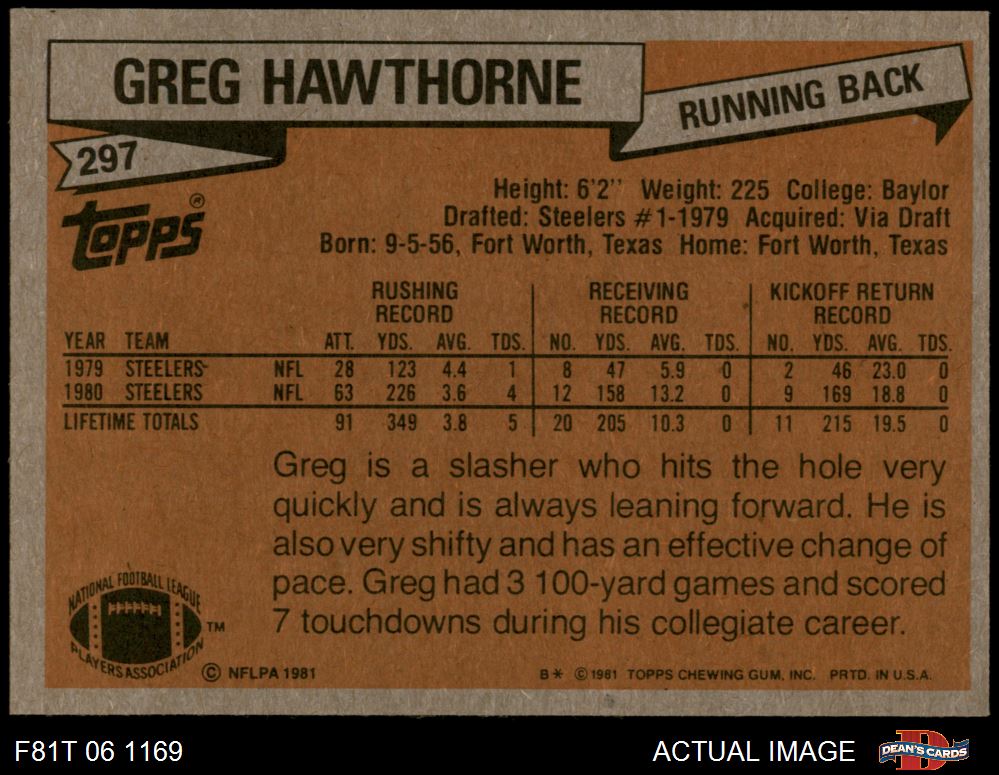 GREG HAWTHORNE
RUNNING BACK
297
TOPPS®
Height: 6'2'' Weight: 225 College: Baylor
Drafted: Steelers #1-1979 Acquired: Via Draft
Born: 9-5-56, Fort Worth, Texas Home: Fort Worth, Texas
RUSHING RECORD RECEIVING RECORD KICKOFF RETURN RECORD
YEAR TEAM ATT. YDS. AVG. TDS. NO. YDS. AVG. TDS. NO. YDS. AVG. TDS.
1979 STEELERS NFL 28 123 4.4 1 8 47 5.9 0 2 46 23.0 0
1980 STEELERS NFL 63 226 3.6 4 12 158 13.2 0 9 169 18.8 0
LIFETIME TOTALS 91 349 3.8 5 20 205 10.3 0 11 215 19.5 0
Greg is a slasher who hits the hole very
quickly and is always leaning forward. He is
also very shifty and has an effective change of
pace. Greg had 3 100-yard games and scored
7 touchdowns during his collegiate career.
NATIONAL FOOTBALL LEAGUE
PLAYERS ASSOCIATION
TM
© NFLPA 1981
B* ©1981 TOPPS CHEWING GUM, INC. PRTD. IN U.S.A.
F81T 06 1169
ACTUAL IMAGE
DEAN'S CARDS